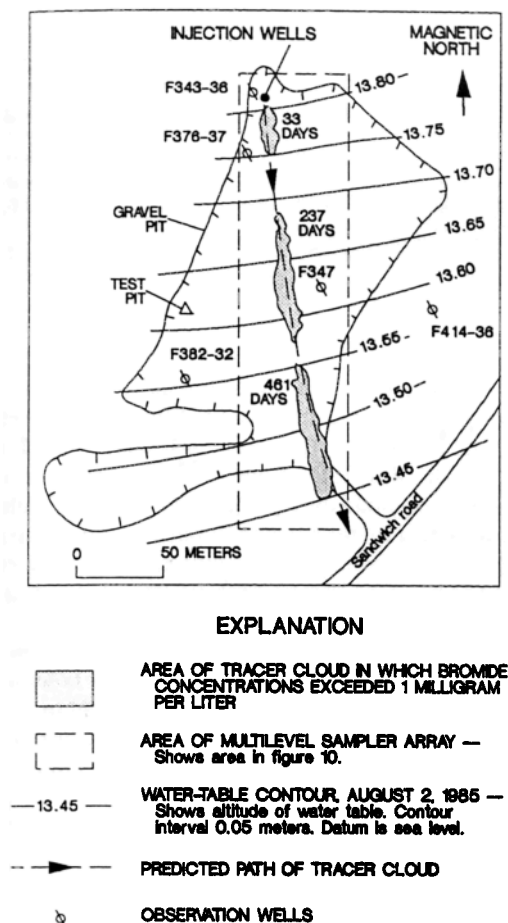 INJECTION WELLS
MAGNETIC
NORTH
F343-36
13.80
33
DAYS
F376-37
13.75
13.70
GRAVEL
PIT
237
DAYS
13.65
F347
13.60
TEST
PIT
F414-36
13.55
F382-32
461
DAYS
13.50
13.45
0 50 METERS
Sandwich road
EXPLANATION
AREA OF TRACER CLOUD IN WHICH BROMIDE
CONCENTRATIONS EXCEEDED 1 MILLIGRAM
PER LITER
AREA OF MULTILEVEL SAMPLER ARRAY —
Shows area in figure 10.
13.45
WATER-TABLE CONTOUR, AUGUST 2, 1985 —
Shows altitude of water table. Contour
interval 0.05 meters. Datum is sea level.
PREDICTED PATH OF TRACER CLOUD
OBSERVATION WELLS